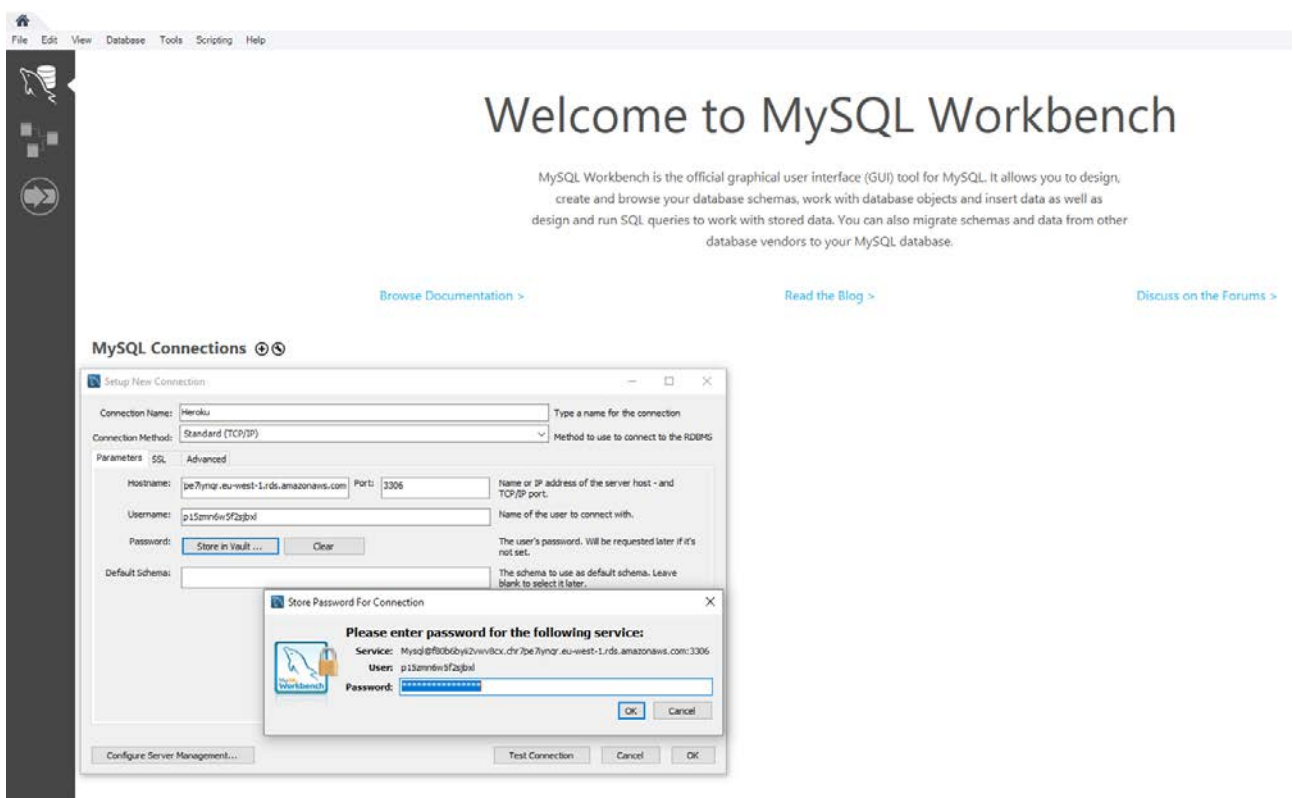 File Edit View Database Tools Scripting Help
Welcome to MySQL Workbench
MySQL Workbench is the official graphical user interface (GUI) tool for MySQL. It allows you to design,
create and browse your database schemas, work with database objects and insert data as well as
design and run SQL queries to work with stored data. You can also migrate schemas and data from other
database vendors to your MySQL database.
Browse Documentation > Read the Blog > Discuss on the Forums >
MySQL Connections
Setup New Connection
Connection Name: Heroku Type a name for the connection
Connection Method: Standard (TCP/IP) Method to use to connect to the RDBMS
Parameters SSL Advanced
Hostname: pe7iynqr.eu-west-1.rds.amazonaws.com Port: 3306 Name or IP address of the server host - and
TCP/IP port.
Username: Name of the user to connect with.
Password: Store in Vault ... Clear The user's password. Will be requested later if it's
not set.
Default Schema: The schema to use as default schema. Leave
blank to select it later.
Store Password For Connection
Please enter password for the following service:
Service:
User:
Password: ****************
MySQL
Workbench
OK Cancel
Configure Server Management... Test Connection Cancel OK